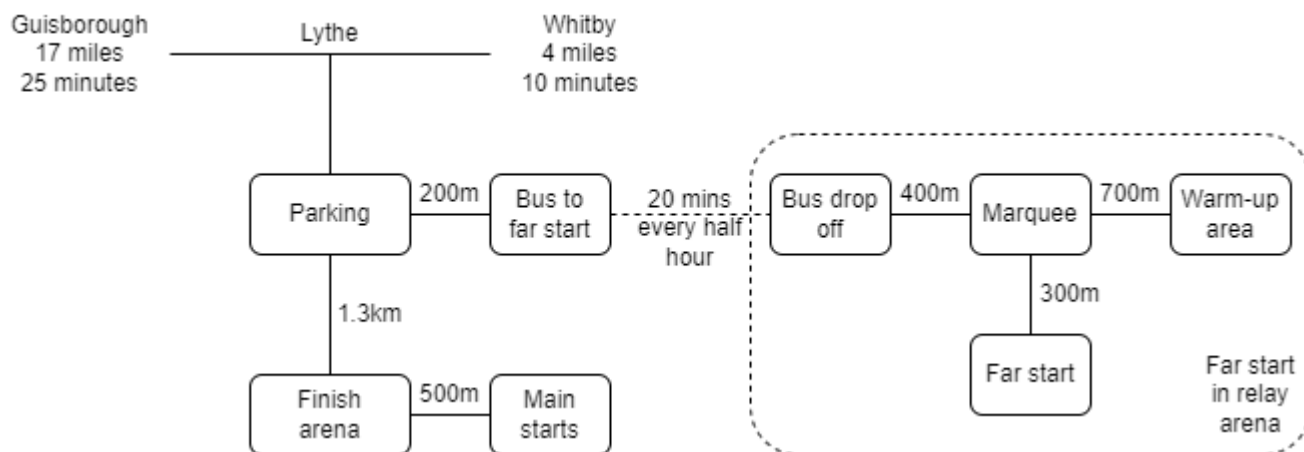 Guisborough
17 miles
25 minutes
Lythe
Whitby
4 miles
10 minutes
Parking
200m
Bus to
far start
20 mins
every half
hour
Bus drop
off
400m
Marquee
700m
Warm-up
area
1.3km
300m
Finish
arena
500m
Main
starts
Far start
Far start
in relay
arena